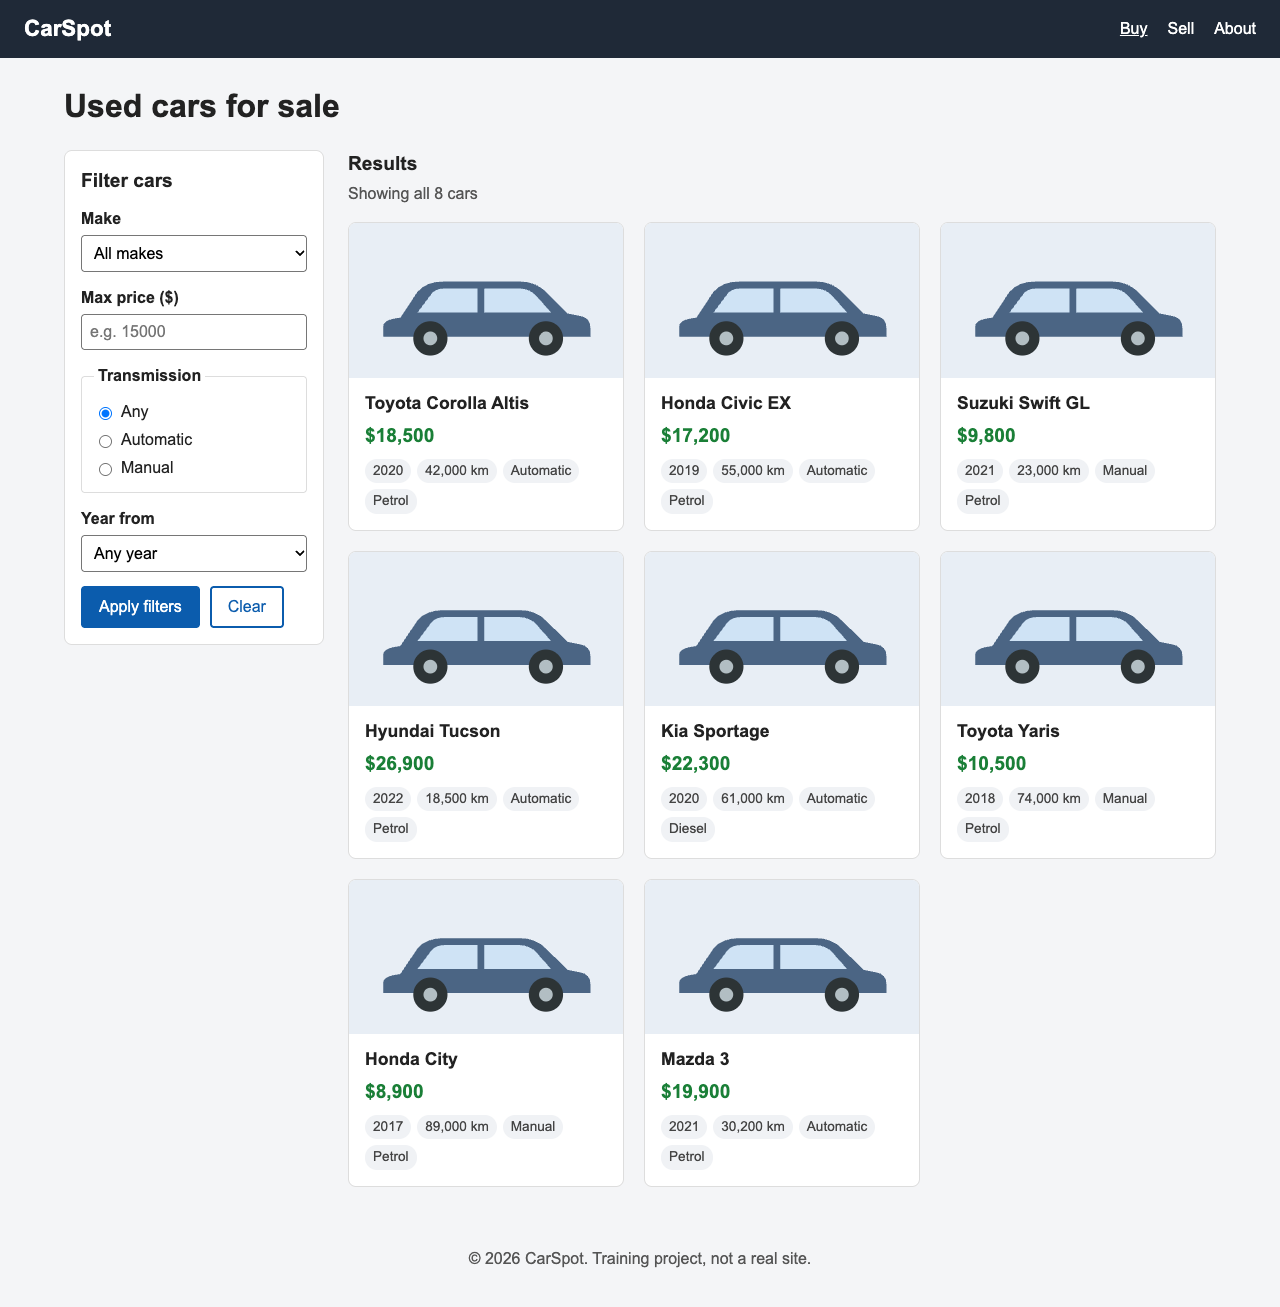 CarSpot
Buy Sell About
Used cars for sale
Filter cars
Make
All makes
Max price ($)
e.g. 15000
Transmission
Any
Automatic
Manual
Year from
Any year
Apply filters Clear
Results
Showing all 8 cars
Toyota Corolla Altis
$18,500
2020 42,000 km Automatic
Petrol
Honda Civic EX
$17,200
2019 55,000 km Automatic
Petrol
Suzuki Swift GL
$9,800
2021 23,000 km Manual
Petrol
Hyundai Tucson
$26,900
2022 18,500 km Automatic
Petrol
Kia Sportage
$22,300
2020 61,000 km Automatic
Diesel
Toyota Yaris
$10,500
2018 74,000 km Manual
Petrol
Honda City
$8,900
2017 89,000 km Manual
Petrol
Mazda 3
$19,900
2021 30,200 km Automatic
Petrol
© 2026 CarSpot. Training project, not a real site.